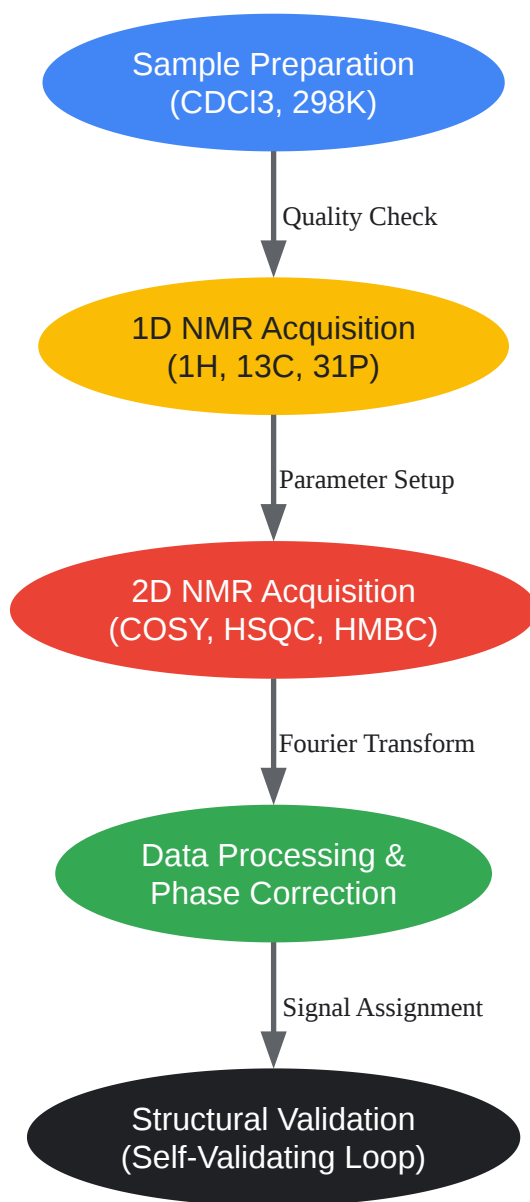 Sample Preparation
(CDCl3, 298K)
Quality Check
1D NMR Acquisition
(1H, 13C, 31P)
Parameter Setup
2D NMR Acquisition
(COSY, HSQC, HMBC)
Fourier Transform
Data Processing &
Phase Correction
Signal Assignment
Structural Validation
(Self-Validating Loop)